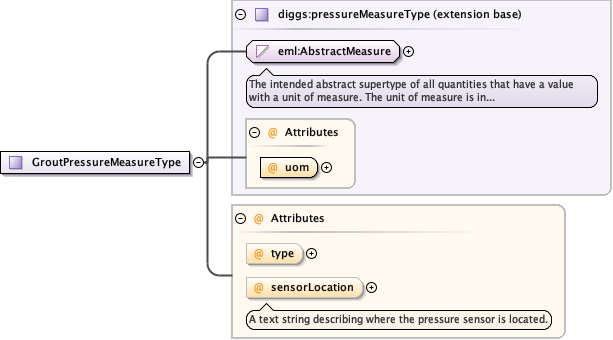 diggs:pressureMeasureType (extension base)
eml:AbstractMeasure
The intended abstract supertype of all quantities that have a value
with a unit of measure. The unit of measure is in...
@ Attributes
@ uom
GroutPressureMeasureType
@ Attributes
@ type
@ sensorLocation
A text string describing where the pressure sensor is located.